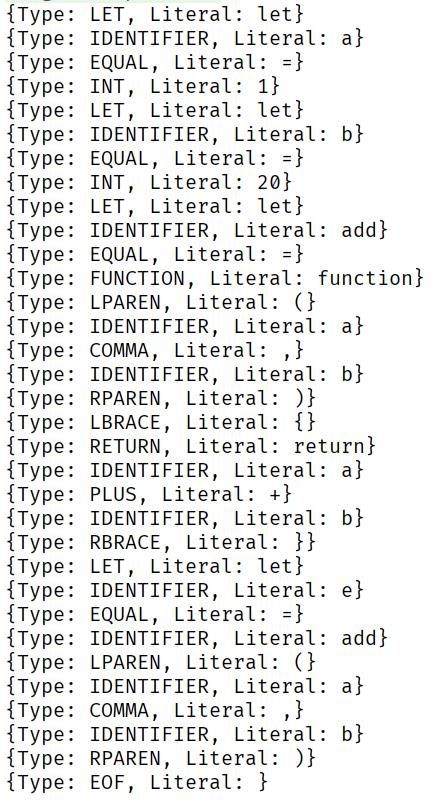 {Type: LET, Literal: let}
{Type: IDENTIFIER, Literal: a}
{Type: EQUAL, Literal: =}
{Type: INT, Literal: 1}
{Type: LET, Literal: let}
{Type: IDENTIFIER, Literal: b}
{Type: EQUAL, Literal: =}
{Type: INT, Literal: 20}
{Type: LET, Literal: let}
{Type: IDENTIFIER, Literal: add}
{Type: EQUAL, Literal: =}
{Type: FUNCTION, Literal: function}
{Type: LPAREN, Literal: (}
{Type: IDENTIFIER, Literal: a}
{Type: COMMA, Literal: ,}
{Type: IDENTIFIER, Literal: b}
{Type: RPAREN, Literal: )}
{Type: LBRACE, Literal: {}
{Type: RETURN, Literal: return}
{Type: IDENTIFIER, Literal: a}
{Type: PLUS, Literal: +}
{Type: IDENTIFIER, Literal: b}
{Type: RBRACE, Literal: }}
{Type: LET, Literal: let}
{Type: IDENTIFIER, Literal: e}
{Type: EQUAL, Literal: =}
{Type: IDENTIFIER, Literal: add}
{Type: LPAREN, Literal: (}
{Type: IDENTIFIER, Literal: a}
{Type: COMMA, Literal: ,}
{Type: IDENTIFIER, Literal: b}
{Type: RPAREN, Literal: )}
{Type: EOF, Literal: }